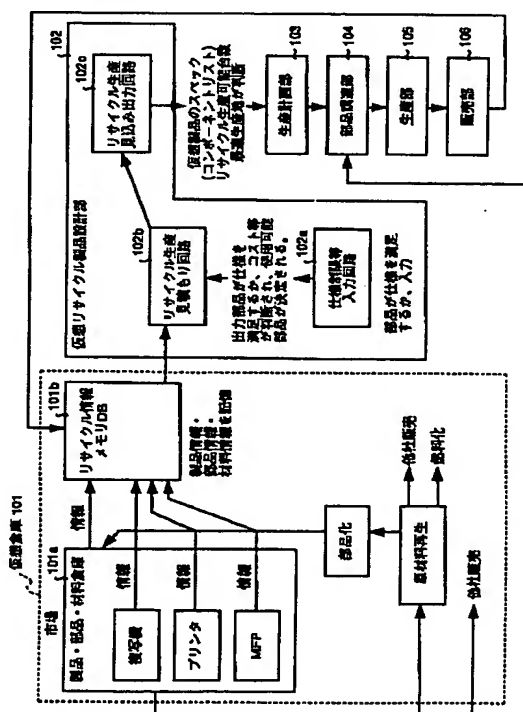 仮想倉庫 101
市場
101a
製品・部品・材料倉庫
複写機
プリンタ
MFP
情報
情報
情報
情報
101b
リサイクル情報
メモリDB
製品情報・
部品情報・
材料情報を記憶
部品化
原材料再生
他社販売
燃料化
他社販売
仮想リサイクル製品設計部
102
102b
リサイクル生産
見積もり回路
102c
リサイクル生産
見込み出力回路
出力部品が仕様を
満足するか、コスト等
が判断され、使用可能
部品が決定される。
102a
仕様制限等
入力回路
部品が仕様を満足
するか、入力
仮想製品のスペック
(コンポーネントリスト)
リサイクル生産可能台数
最適生産地が判断
103
生産計画部
104
部品調達部
105
生産部
106
販売部